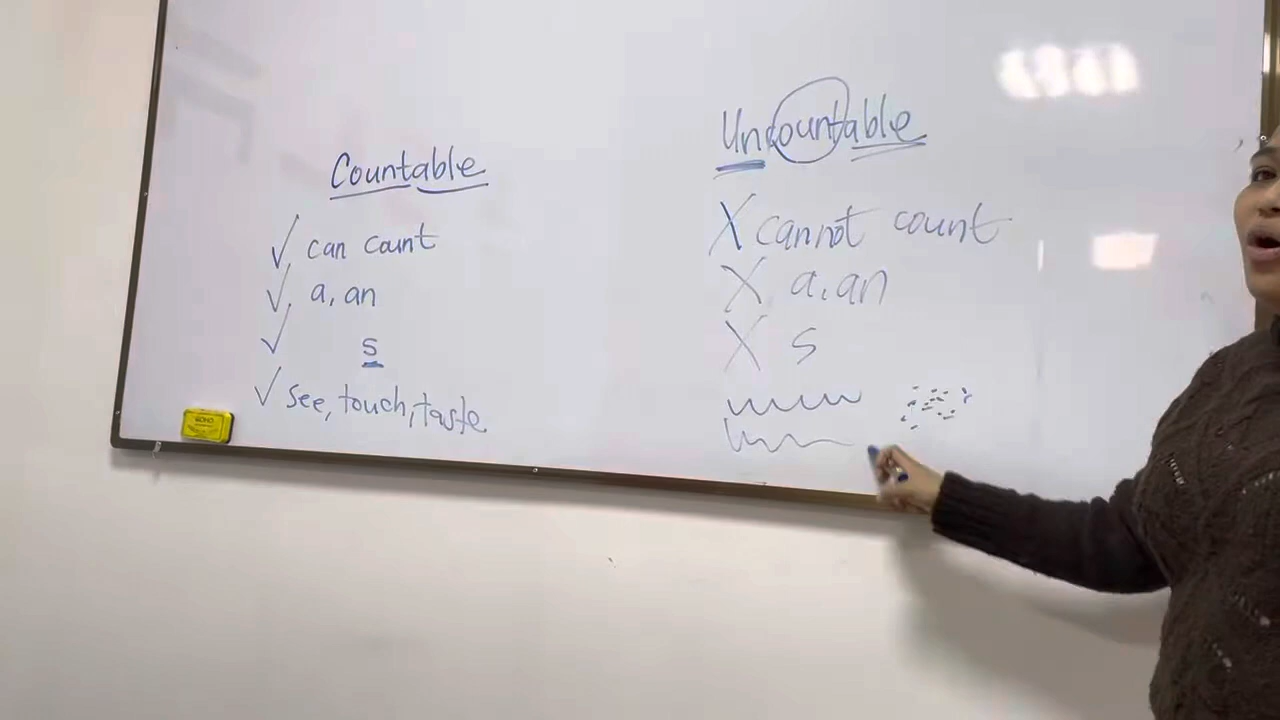 Countable
✓ can count
✓ a, an
✓ s
✓ see, touch, taste
Uncountable
X cannot count
X a, an
X s